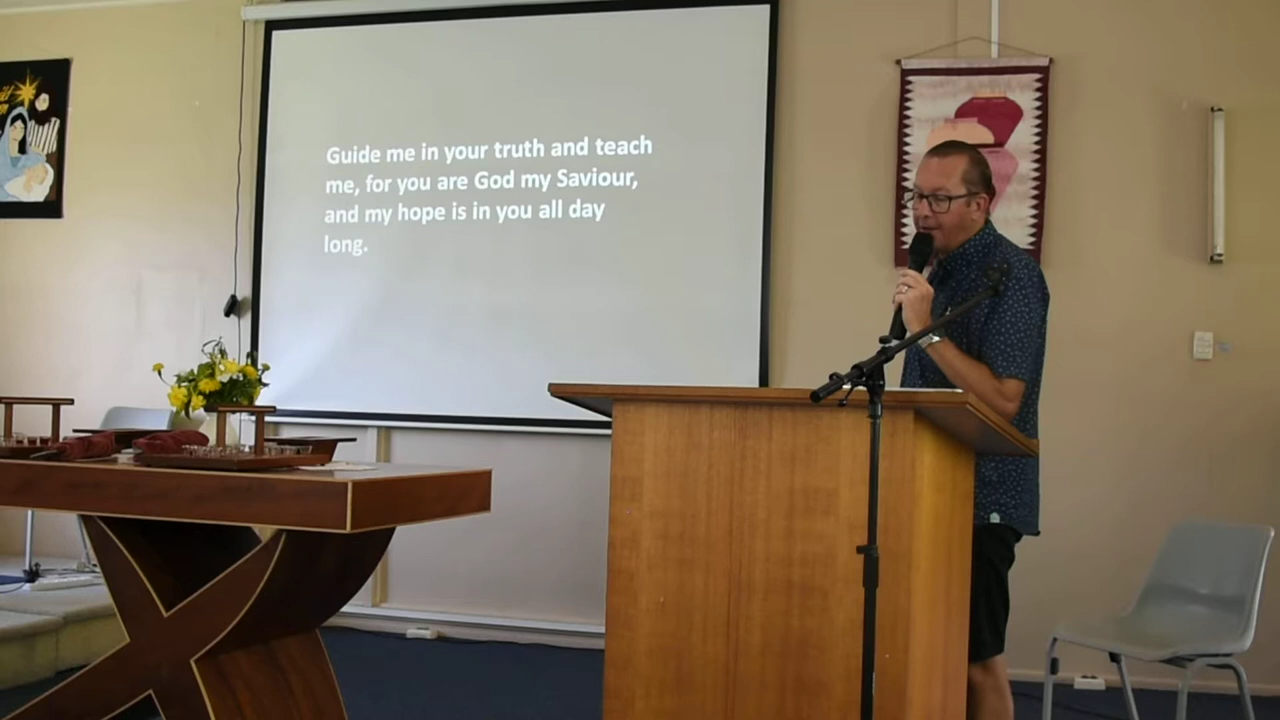 Guide me in your truth and teach
me, for you are God my Saviour,
and my hope is in you all day
long.